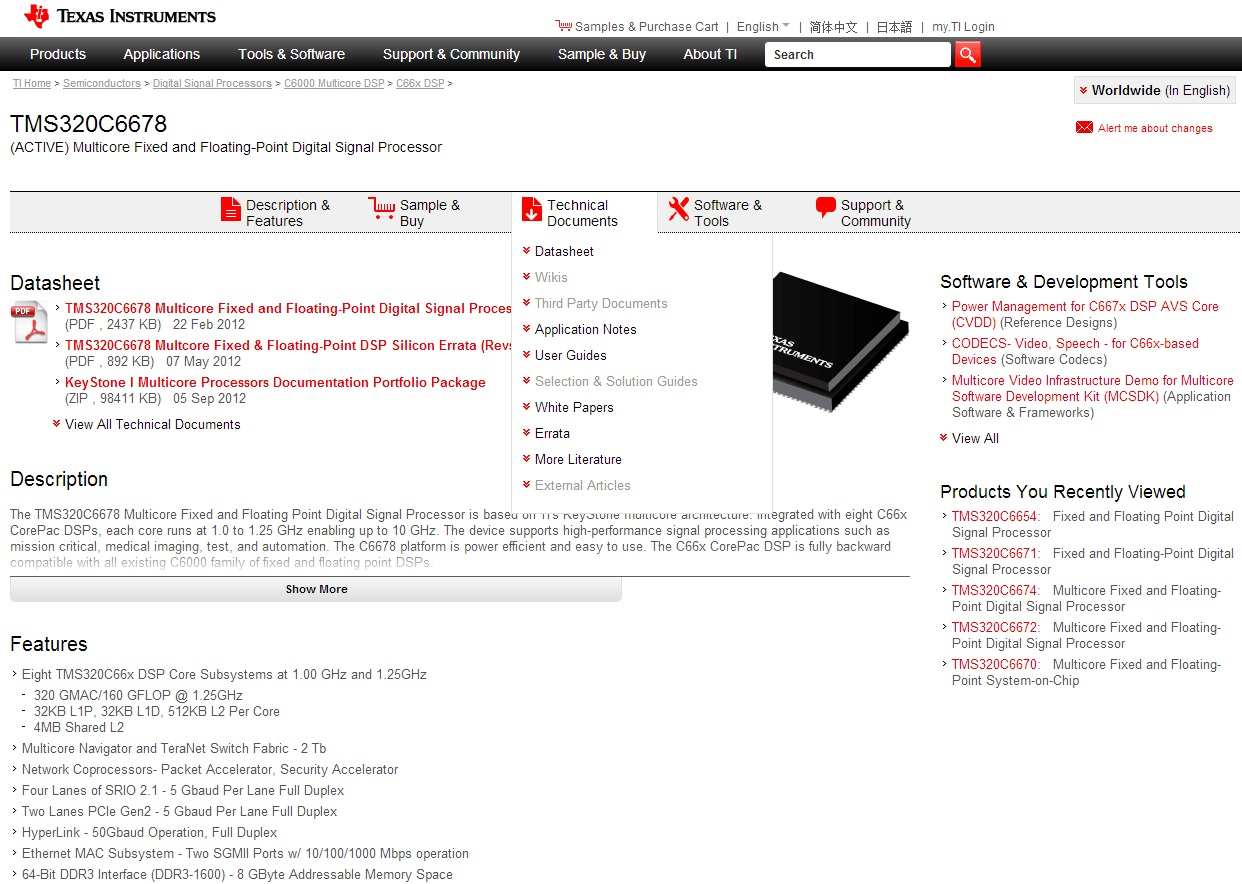 TEXAS INSTRUMENTS
Samples & Purchase Cart | English | 简体中文 | 日本語 | my.TI Login
Products Applications Tools & Software Support & Community Sample & Buy About TI Search
TI Home > Semiconductors > Digital Signal Processors > C6000 Multicore DSP > C66x DSP >
Worldwide (In English)
TMS320C6678
Alert me about changes
(ACTIVE) Multicore Fixed and Floating-Point Digital Signal Processor
Description &
Features
Sample &
Buy
Technical
Documents
Software &
Tools
Support &
Community
Datasheet
Wikis
Third Party Documents
Application Notes
User Guides
Selection & Solution Guides
White Papers
Errata
More Literature
External Articles
Datasheet
PDF
TMS320C6678 Multicore Fixed and Floating-Point Digital Signal Proces
(PDF , 2437 KB) 22 Feb 2012
TMS320C6678 Multcore Fixed & Floating-Point DSP Silicon Errata (Revs
(PDF , 892 KB) 07 May 2012
KeyStone I Multicore Processors Documentation Portfolio Package
(ZIP , 98411 KB) 05 Sep 2012
View All Technical Documents
XAS
TRUMENTS
Description
The TMS320C6678 Multicore Fixed and Floating Point Digital Signal Processor is based on TI's KeyStone multicore architecture. Integrated with eight C66x
CorePac DSPs, each core runs at 1.0 to 1.25 GHz enabling up to 10 GHz. The device supports high-performance signal processing applications such as
mission critical, medical imaging, test, and automation. The C6678 platform is power efficient and easy to use. The C66x CorePac DSP is fully backward
compatible with all existing C6000 family of fixed and floating point DSPs.
Show More
Features
Eight TMS320C66x DSP Core Subsystems at 1.00 GHz and 1.25GHz
- 320 GMAC/160 GFLOP @ 1.25GHz
- 32KB L1P, 32KB L1D, 512KB L2 Per Core
- 4MB Shared L2
Multicore Navigator and TeraNet Switch Fabric - 2 Tb
Network Coprocessors- Packet Accelerator, Security Accelerator
Four Lanes of SRIO 2.1 - 5 Gbaud Per Lane Full Duplex
Two Lanes PCIe Gen2 - 5 Gbaud Per Lane Full Duplex
HyperLink - 50Gbaud Operation, Full Duplex
Ethernet MAC Subsystem - Two SGMII Ports w/ 10/100/1000 Mbps operation
64-Bit DDR3 Interface (DDR3-1600) - 8 GByte Addressable Memory Space
Software & Development Tools
Power Management for C667x DSP AVS Core
(CVDD) (Reference Designs)
CODECS- Video, Speech - for C66x-based
Devices (Software Codecs)
Multicore Video Infrastructure Demo for Multicore
Software Development Kit (MCSDK) (Application
Software & Frameworks)
View All
Products You Recently Viewed
TMS320C6654: Fixed and Floating Point Digital
Signal Processor
TMS320C6671: Fixed and Floating-Point Digital
Signal Processor
TMS320C6674: Multicore Fixed and Floating-
Point Digital Signal Processor
TMS320C6672: Multicore Fixed and Floating-
Point Digital Signal Processor
TMS320C6670: Multicore Fixed and Floating-
Point System-on-Chip